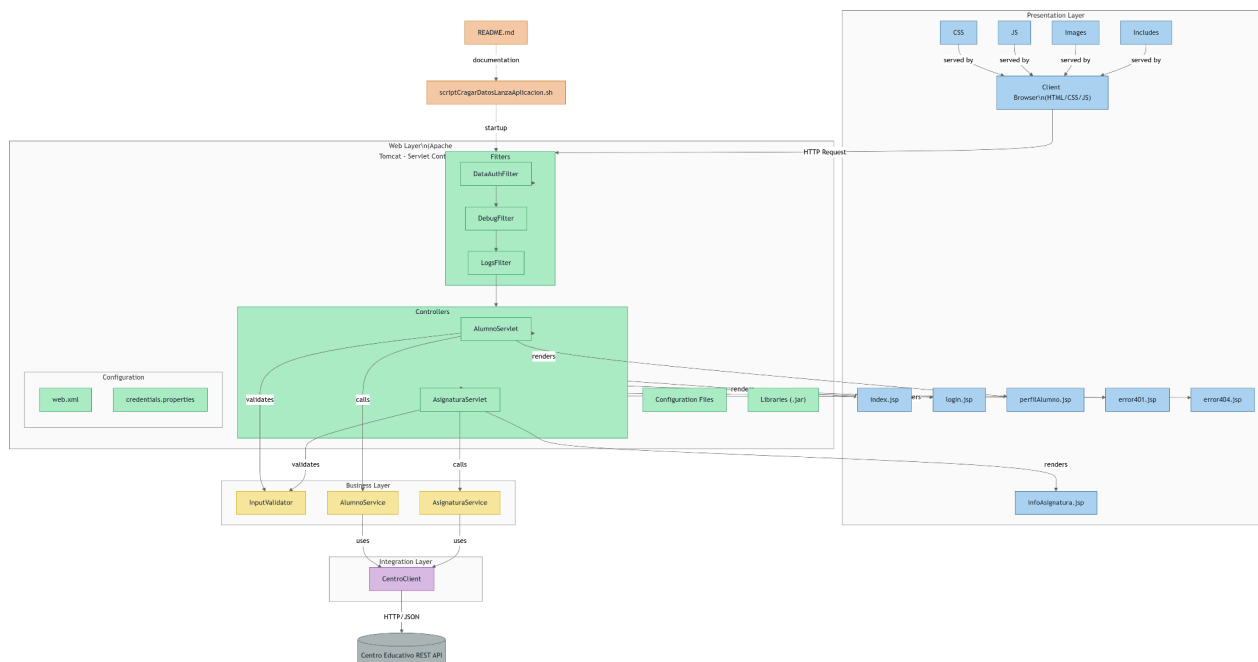 Presentation Layer
README.md
CSS
JS
Images
Includes
documentation
served by
served by
served by
served by
scriptCragarDatosLanzaAplicacion.sh
Client
Browser\n(HTML/CSS/JS)
startup
Web Layer\n(Apache
Tomcat - Servlet Cont
Filters
HTTP Request
DataAuthFilter
DebugFilter
LogsFilter
Controllers
AlumnoServlet
renders
Configuration
web.xml
credentials.properties
validates
calls
AsignaturaServlet
Configuration Files
Libraries (.jar)
renders
index.jsp
login.jsp
perfilAlumno.jsp
error401.jsp
error404.jsp
validates
calls
renders
Business Layer
InputValidator
AlumnoService
AsignaturaService
infoAsignatura.jsp
uses
uses
Integration Layer
CentroClient
HTTP/JSON
Centro Educativo REST API